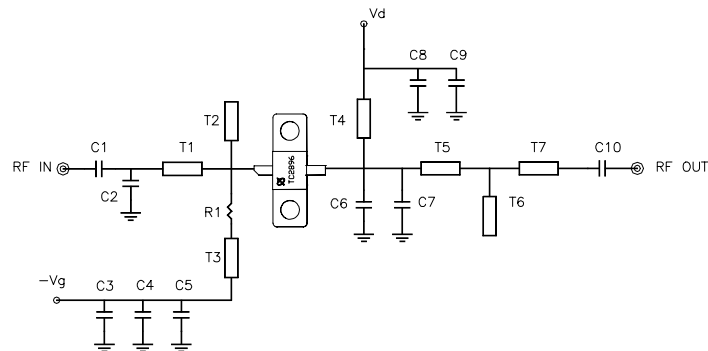 Vd
C8 C9
T2
T4
C1 T1 T5 T7 C10
RF IN
TC2896
RF OUT
C2
R1
C6 C7
T6
T3
-Vg
C3 C4 C5